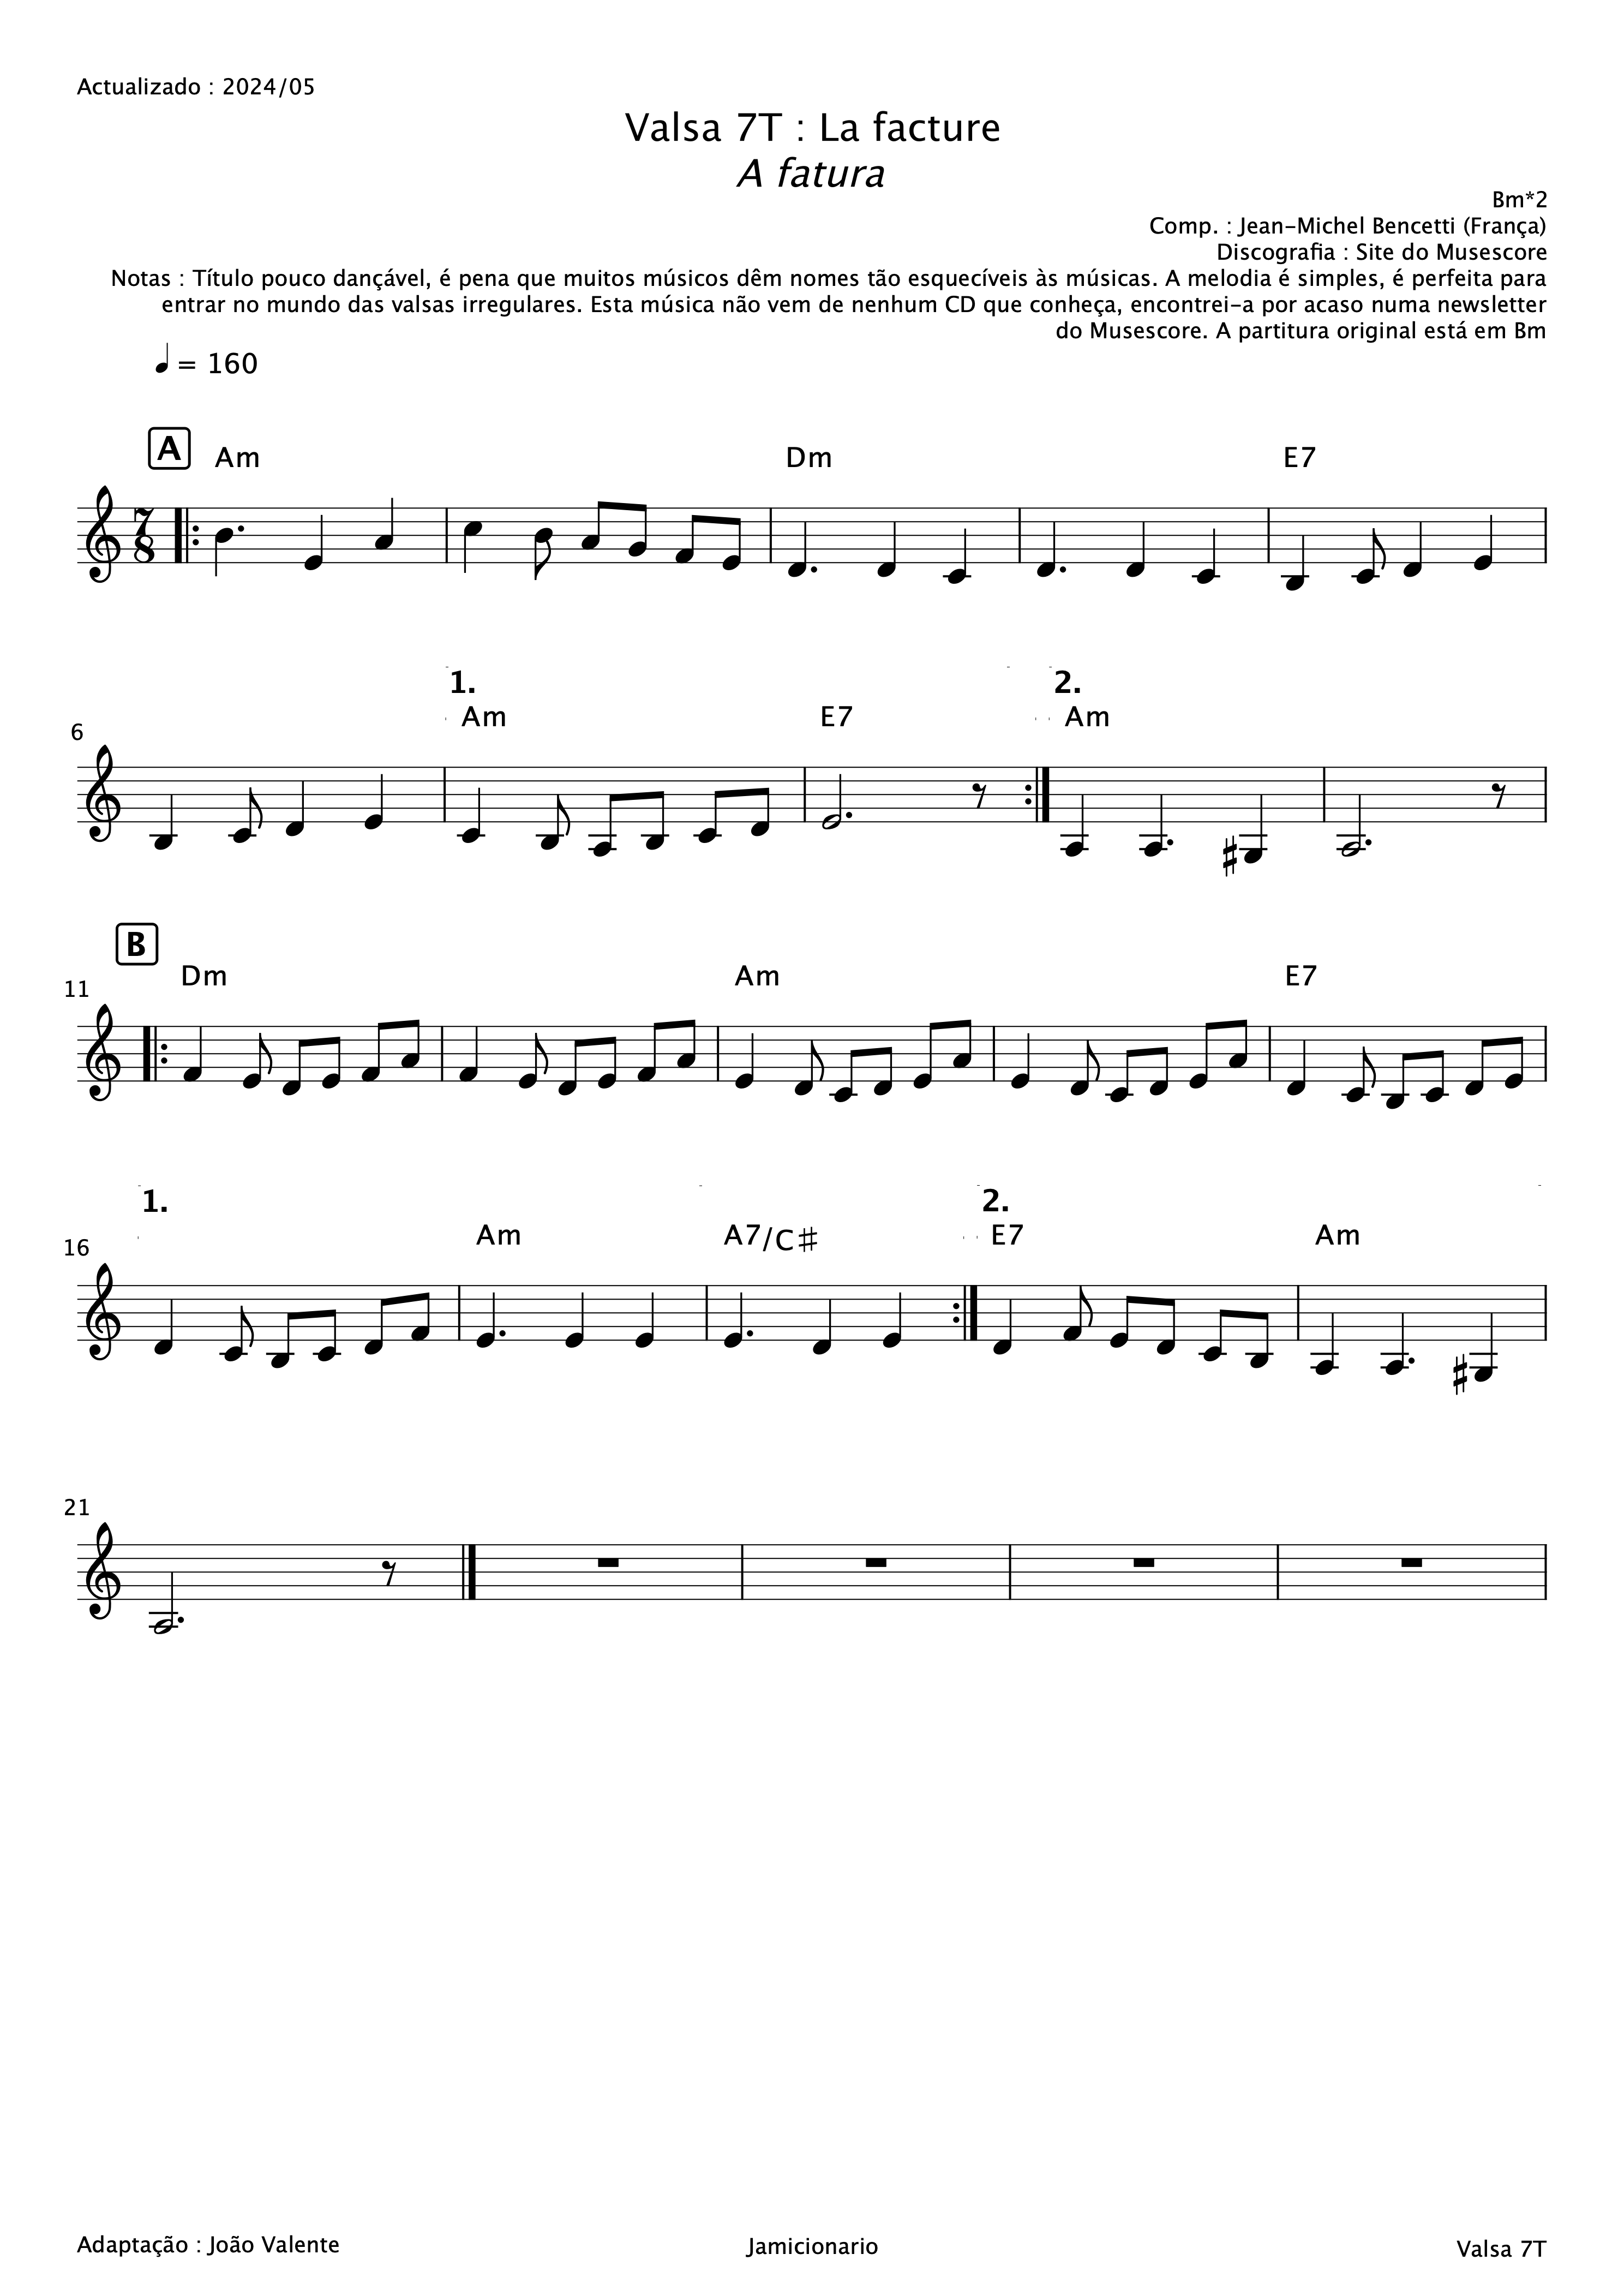 Actualizado : 2024/05
Valsa 7T : La facture
A fatura
Bm*2
Comp. : Jean-Michel Bencetti (França)
Discografia : Site do Musescore
Notas : Título pouco dançável, é pena que muitos músicos dêm nomes tão esquecíveis às músicas. A melodia é simples, é perfeita para
entrar no mundo das valsas irregulares. Esta música não vem de nenhum CD que conheça, encontrei-a por acaso numa newsletter
do Musescore. A partitura original está em Bm
= 160
A Am Dm E7
7
8
1. 2.
6 Am E7 Am
B
11 Dm Am E7
1. 2.
16 Am A7/C♯ E7 Am
21
Adaptação : João Valente Jamicionario Valsa 7T